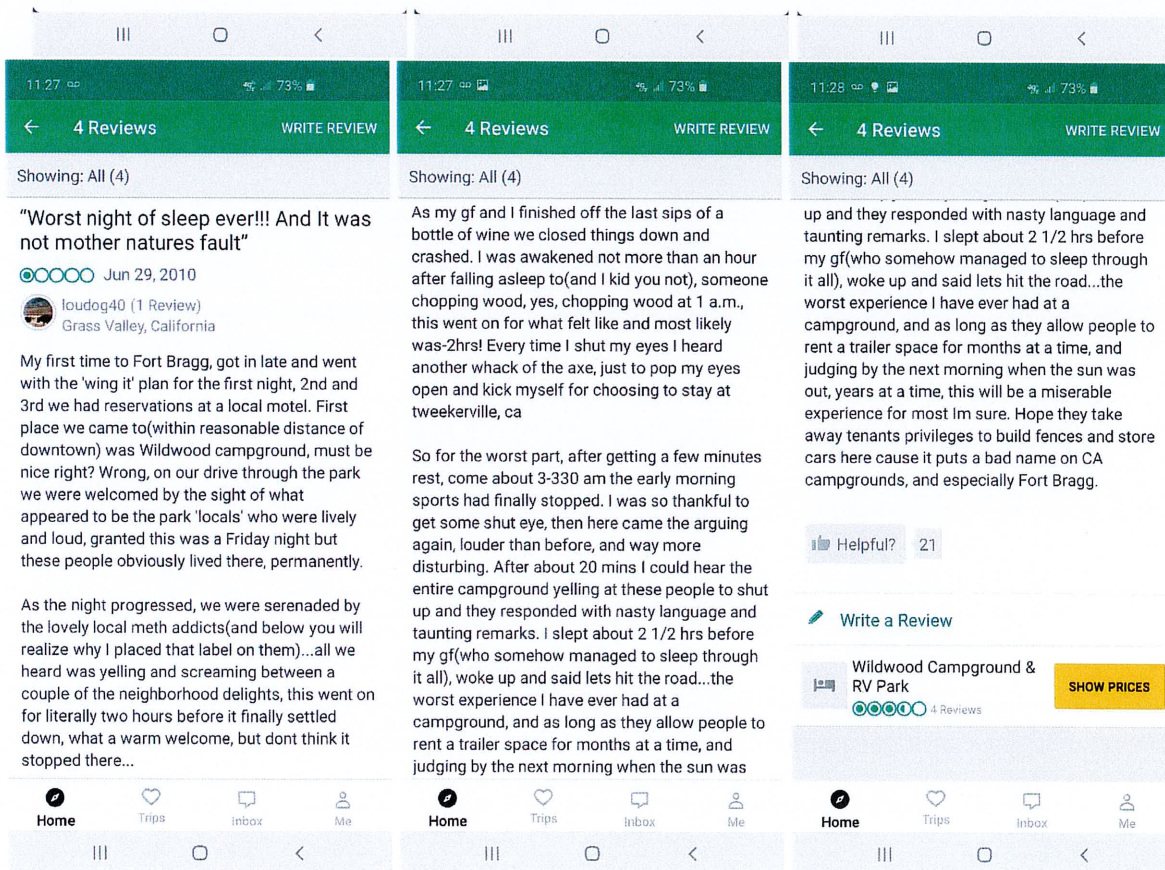 11:27
73%
4 Reviews
WRITE REVIEW
Showing: All (4)
“Worst night of sleep ever!!! And It was
not mother natures fault”
Jun 29, 2010
loudog40 (1 Review)
Grass Valley, California
My first time to Fort Bragg, got in late and went
with the 'wing it' plan for the first night, 2nd and
3rd we had reservations at a local motel. First
place we came to(within reasonable distance of
downtown) was Wildwood campground, must be
nice right? Wrong, on our drive through the park
we were welcomed by the sight of what
appeared to be the park 'locals' who were lively
and loud, granted this was a Friday night but
these people obviously lived there, permanently.
As the night progressed, we were serenaded by
the lovely local meth addicts(and below you will
realize why I placed that label on them)...all we
heard was yelling and screaming between a
couple of the neighborhood delights, this went on
for literally two hours before it finally settled
down, what a warm welcome, but dont think it
stopped there...
Home
Trips
Inbox
Me
11:27
73%
4 Reviews
WRITE REVIEW
Showing: All (4)
As my gf and I finished off the last sips of a
bottle of wine we closed things down and
crashed. I was awakened not more than an hour
after falling asleep to(and I kid you not), someone
chopping wood, yes, chopping wood at 1 a.m.,
this went on for what felt like and most likely
was-2hrs! Every time I shut my eyes I heard
another whack of the axe, just to pop my eyes
open and kick myself for choosing to stay at
tweekerville, ca
So for the worst part, after getting a few minutes
rest, come about 3-330 am the early morning
sports had finally stopped. I was so thankful to
get some shut eye, then here came the arguing
again, louder than before, and way more
disturbing. After about 20 mins I could hear the
entire campground yelling at these people to shut
up and they responded with nasty language and
taunting remarks. I slept about 2 1/2 hrs before
my gf(who somehow managed to sleep through
it all), woke up and said lets hit the road...the
worst experience I have ever had at a
campground, and as long as they allow people to
rent a trailer space for months at a time, and
judging by the next morning when the sun was
Home
Trips
Inbox
Me
11:28
73%
4 Reviews
WRITE REVIEW
Showing: All (4)
up and they responded with nasty language and
taunting remarks. I slept about 2 1/2 hrs before
my gf(who somehow managed to sleep through
it all), woke up and said lets hit the road...the
worst experience I have ever had at a
campground, and as long as they allow people to
rent a trailer space for months at a time, and
judging by the next morning when the sun was
out, years at a time, this will be a miserable
experience for most Im sure. Hope they take
away tenants privileges to build fences and store
cars here cause it puts a bad name on CA
campgrounds, and especially Fort Bragg.
Helpful? 21
Write a Review
Wildwood Campground &
RV Park
SHOW PRICES
4 Reviews
Home
Trips
Inbox
Me